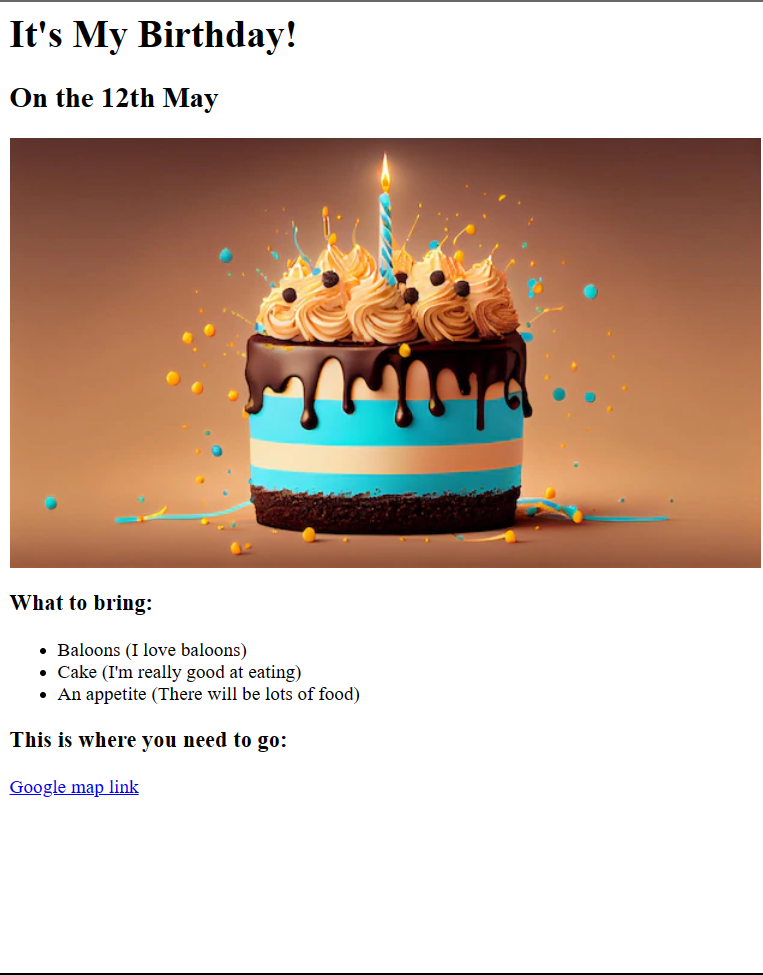 It's My Birthday!
On the 12th May
What to bring:
Baloons (I love baloons)
Cake (I'm really good at eating)
An appetite (There will be lots of food)
This is where you need to go:
Google map link